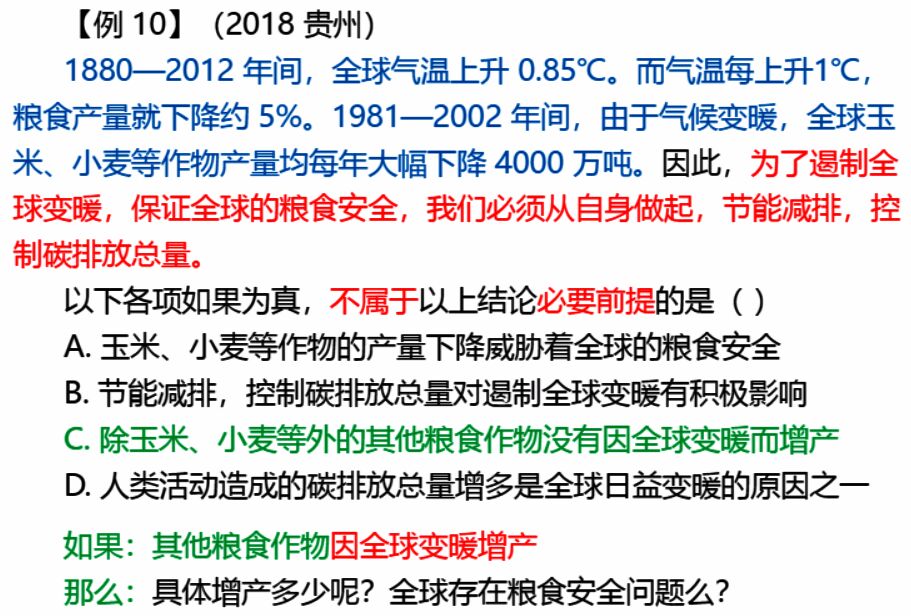 【例 10】（2018 贵州）
1880—2012 年间，全球气温上升 0.85℃。而气温每上升1℃，
粮食产量就下降约 5%。1981—2002 年间，由于气候变暖，全球玉
米、小麦等作物产量均每年大幅下降 4000 万吨。因此，为了遏制全
球变暖，保证全球的粮食安全，我们必须从自身做起，节能减排，控
制碳排放总量。
以下各项如果为真，不属于以上结论必要前提的是（ ）
A. 玉米、小麦等作物的产量下降威胁着全球的粮食安全
B. 节能减排，控制碳排放总量对遏制全球变暖有积极影响
C. 除玉米、小麦等外的其他粮食作物没有因全球变暖而增产
D. 人类活动造成的碳排放总量增多是全球日益变暖的原因之一
如果：其他粮食作物因全球变暖增产
那么：具体增产多少呢？全球存在粮食安全问题么？